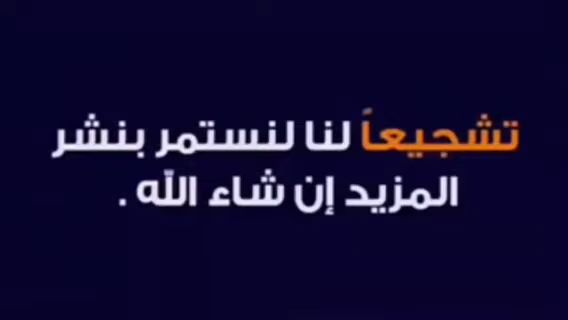 تشجيعاً لنا لنستمر بنشر
المزيد إن شاء الله .